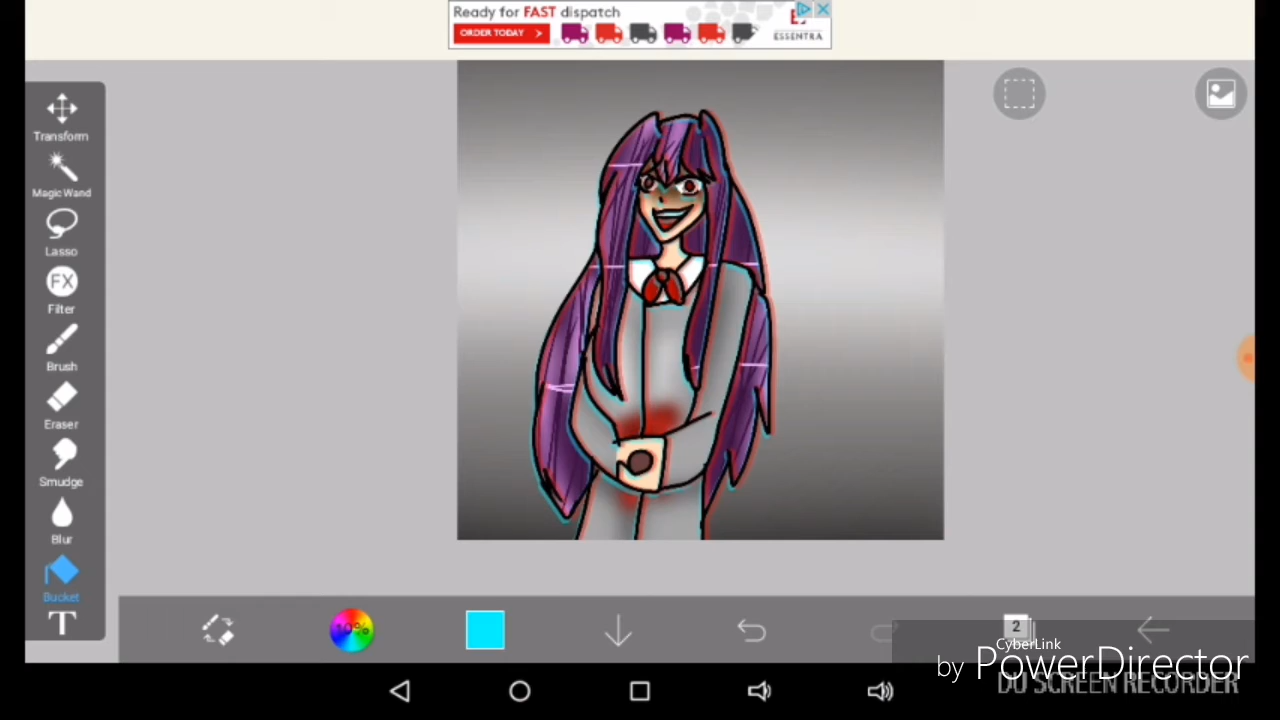 Ready for FAST dispatch
ORDER TODAY >
ESSENTRA
Transform
Magic Wand
Lasso
FX
Filter
Brush
Eraser
Smudge
Blur
Bucket
T
10%
2
CyberLink
by PowerDirector
DU SCREEN RECORDER